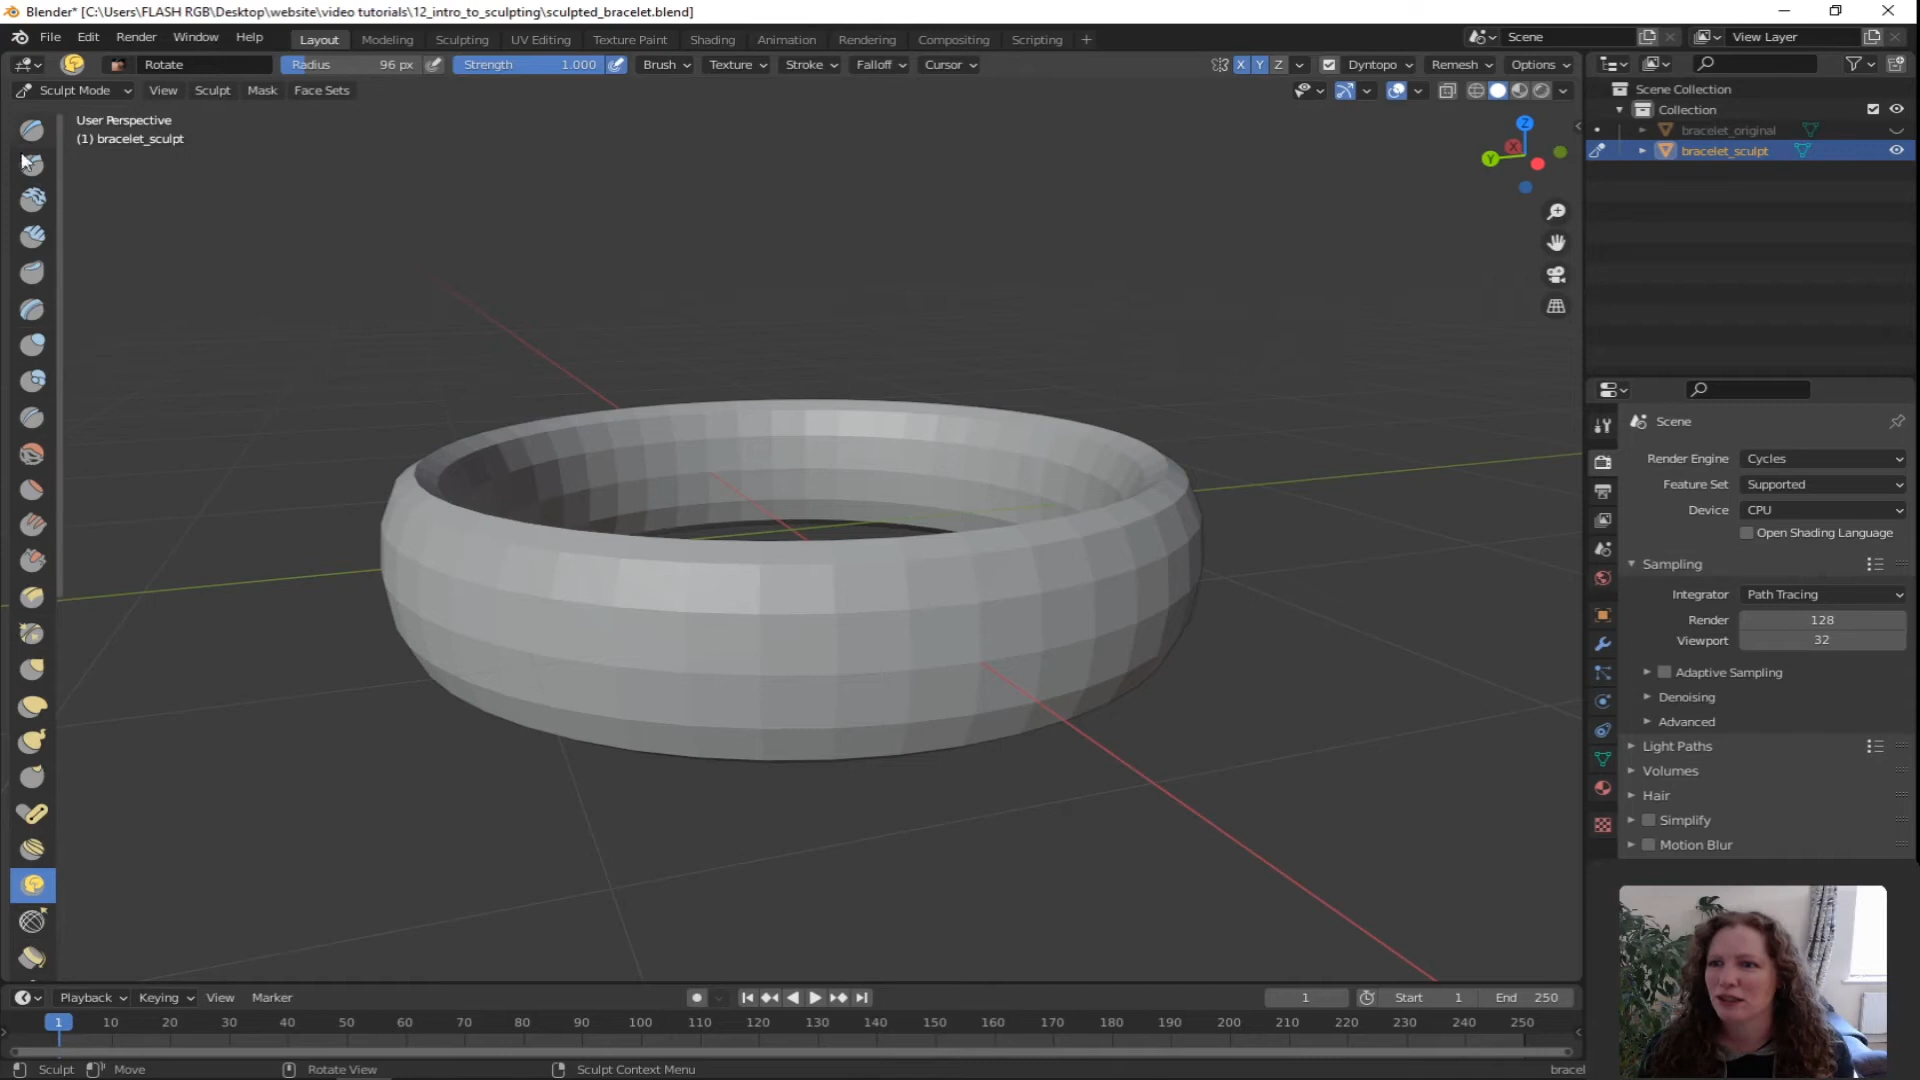 Blender* [C:\Users\FLASH RGB\Desktop\website\video tutorials\12_intro_to_sculpting\sculpted_bracelet.blend]
File Edit Render Window Help Layout Modeling Sculpting UV Editing Texture Paint Shading Animation Rendering Compositing Scripting + Scene View Layer
Rotate Radius 96 px Strength 1.000 Brush Texture Stroke Falloff Cursor X Y Z Dyntopo Remesh Options
Sculpt Mode View Sculpt Mask Face Sets
User Perspective
(1) bracelet_sculpt
Z
X
Y
Scene Collection
Collection
bracelet_original
bracelet_sculpt
Scene
Render Engine Cycles
Feature Set Supported
Device CPU
Open Shading Language
Sampling
Integrator Path Tracing
Render 128
Viewport 32
Adaptive Sampling
Denoising
Advanced
Light Paths
Volumes
Hair
Simplify
Motion Blur
Playback Keying View Marker 1 Start 1 End 250
1 10 20 30 40 50 60 70 80 90 100 110 120 130 140 150 160 170 180 190 200 210 220 230 240 250
Sculpt Move Rotate View Sculpt Context Menu bracel